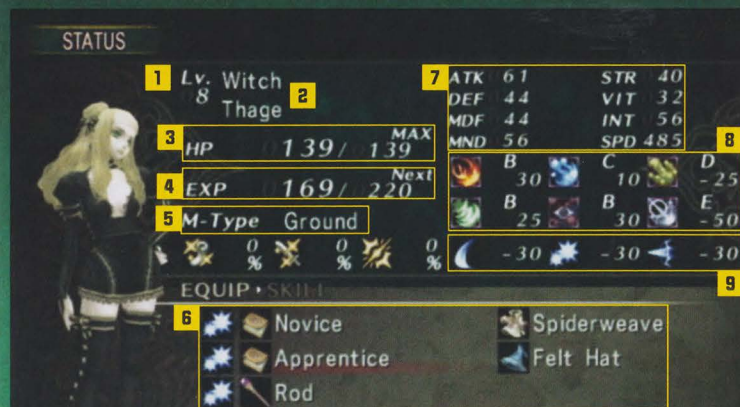 STATUS
1 Lv. 8 Witch Thage 2
3 HP 139/ MAX 139
4 EXP 169/ Next 220
5 M-Type Ground
0 % 0 % 0 %
7 ATK 61 STR 40
DEF 44 VIT 32
MDF 44 INT 56
MND 56 SPD 485
8
B 30 C 10 D -25
B 25 B 30 E -50
-30 -30 -30
9
EQUIP SKILL
6 Novice Spiderweave
Apprentice Felt Hat
Rod